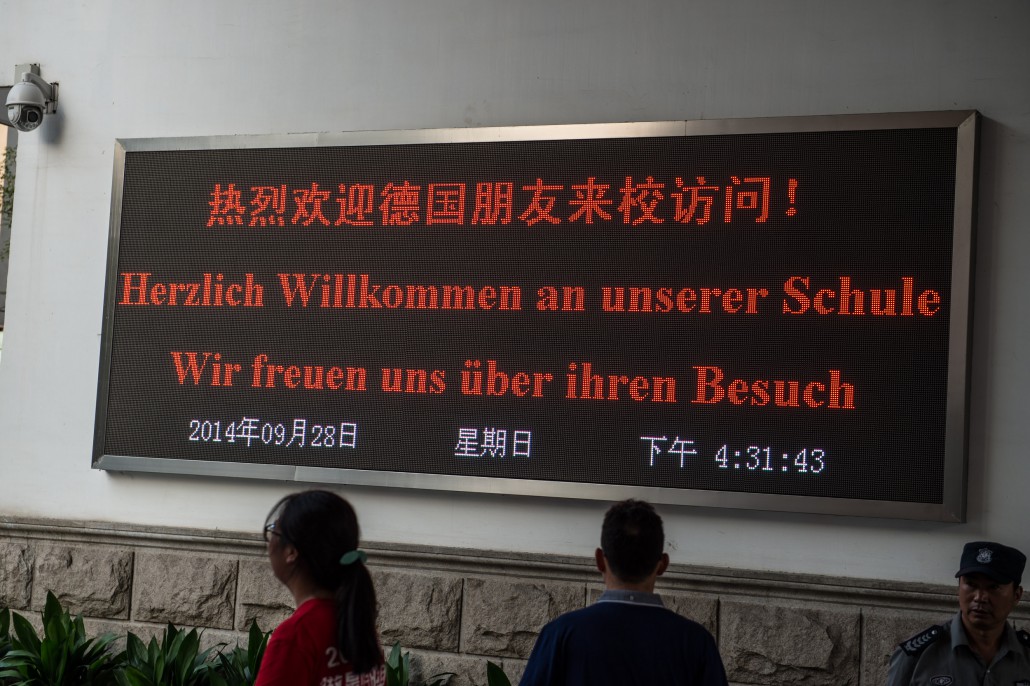 热烈欢迎德国朋友来校访问！
Herzlich Willkommen an unserer Schule
Wir freuen uns über ihren Besuch
2014年09月28日 星期日 下午 4:31:43